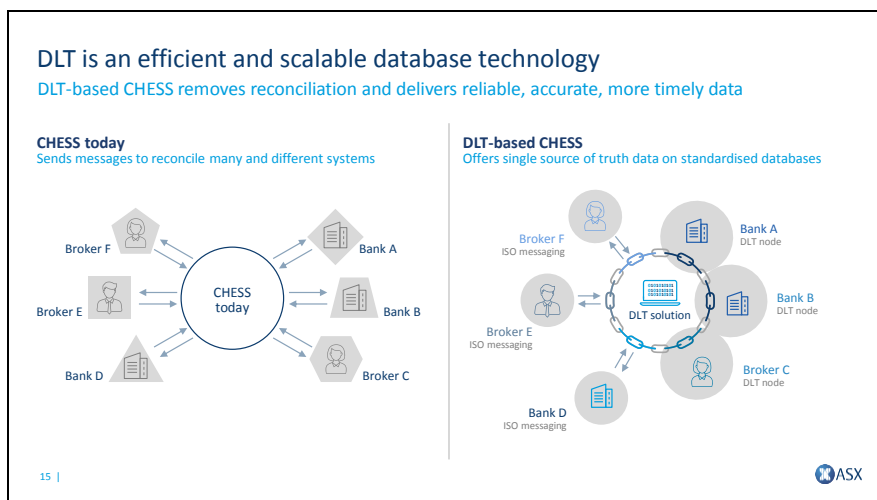 DLT is an efficient and scalable database technology
DLT-based CHESS removes reconciliation and delivers reliable, accurate, more timely data
CHESS today
Sends messages to reconcile many and different systems
Broker F
Bank A
Broker E
CHESS
today
Bank B
Bank D
Broker C
DLT-based CHESS
Offers single source of truth data on standardised databases
Broker F
ISO messaging
Bank A
DLT node
Broker E
ISO messaging
DLT solution
Bank B
DLT node
Bank D
ISO messaging
Broker C
DLT node
15 |
ASX